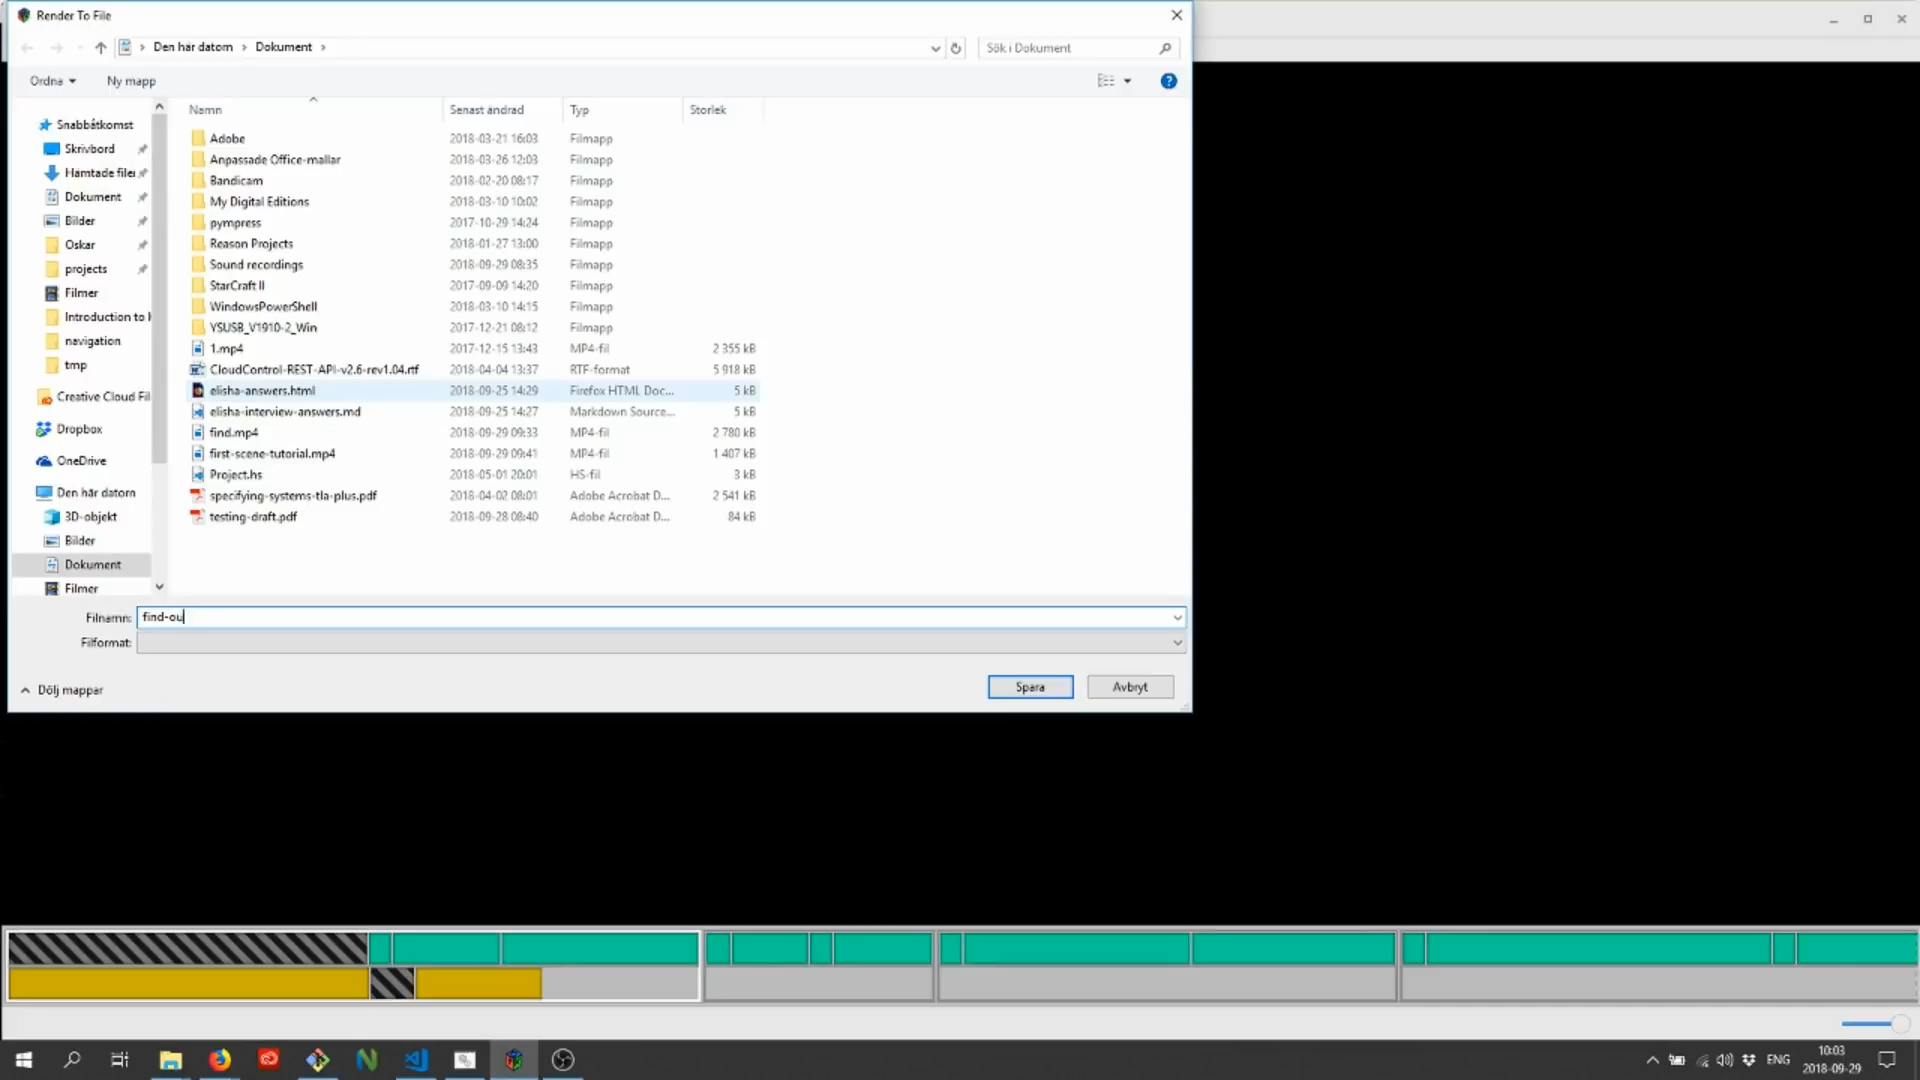 Render To File
Den här datorn > Dokument >
Sök i Dokument
Ordna
Ny mapp
Namn
Senast ändrad
Typ
Storlek
Snabbåtkomst
Skrivbord
Hämtade filer
Dokument
Bilder
Oskar
projects
Filmer
Introduction to
navigation
tmp
Creative Cloud Fil
Dropbox
OneDrive
Den här datorn
3D-objekt
Bilder
Dokument
Filmer
Adobe 2018-03-21 16:03 Filmapp
Anpassade Office-mallar 2018-03-26 12:03 Filmapp
Bandicam 2018-02-20 08:17 Filmapp
My Digital Editions 2018-03-10 10:02 Filmapp
pympress 2017-10-29 14:24 Filmapp
Reason Projects 2018-01-27 13:00 Filmapp
Sound recordings 2018-09-29 08:35 Filmapp
StarCraft II 2017-09-09 14:20 Filmapp
WindowsPowerShell 2018-03-10 14:15 Filmapp
YSUSB_V1910-2_Win 2017-12-21 08:12 Filmapp
1.mp4 2017-12-15 13:43 MP4-fil 2 355 kB
CloudControl-REST-API-v2.6-rev1.04.rtf 2018-04-04 13:37 RTF-format 5 918 kB
elisha-answers.html 2018-09-25 14:29 Firefox HTML Doc... 5 kB
elisha-interview-answers.md 2018-09-25 14:27 Markdown Source... 5 kB
find.mp4 2018-09-29 09:33 MP4-fil 2 780 kB
first-scene-tutorial.mp4 2018-09-29 09:41 MP4-fil 1 407 kB
Project.hs 2018-05-01 20:01 HS-fil 3 kB
specifying-systems-tla-plus.pdf 2018-04-02 08:01 Adobe Acrobat D... 2 541 kB
testing-draft.pdf 2018-09-28 08:40 Adobe Acrobat D... 84 kB
Filnamn: find-ou
Filformat:
Dölj mappar
Spara
Avbryt
ENG
10:03
2018-09-29